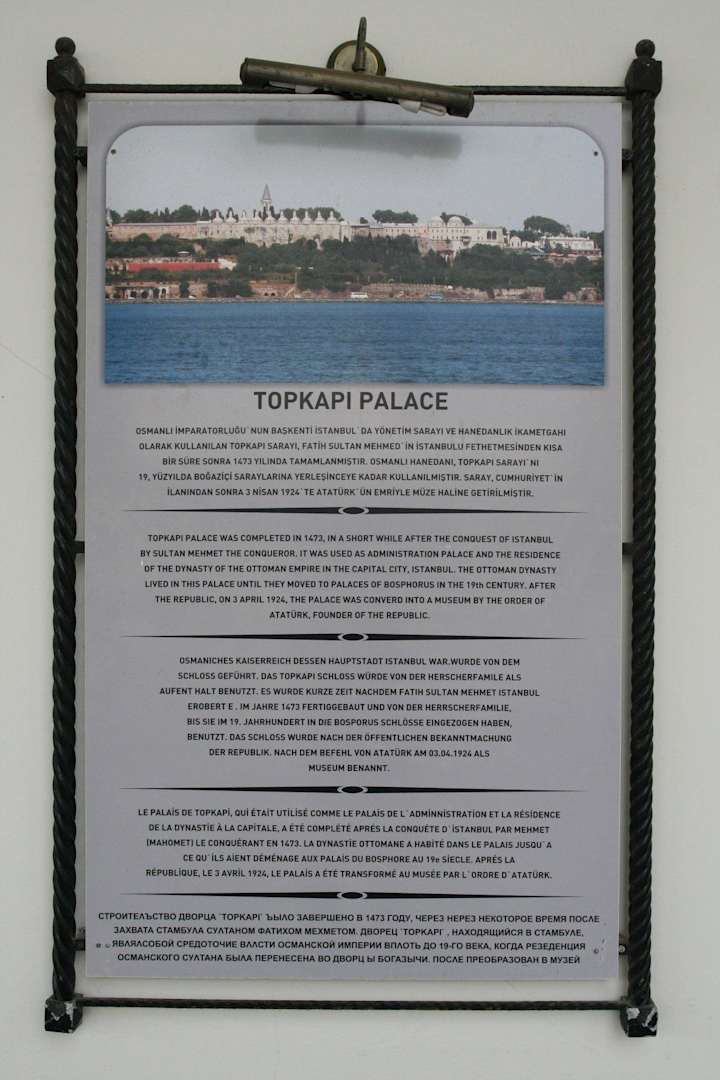 TOPKAPI PALACE
OSMANLI İMPARATORLUĞU`NUN BAŞKENTİ İSTANBUL`DA YÖNETİM SARAYI VE HANEDANLIK İKAMETGAHI
OLARAK KULLANILAN TOPKAPI SARAYI, FATİH SULTAN MEHMED`İN İSTANBULU FETHETMESİNDEN KISA
BİR SÜRE SONRA 1473 YILINDA TAMAMLANMIŞTIR. OSMANLI HANEDANI, TOPKAPI SARAYI`NI
19, YÜZYILDA BOĞAZİÇİ SARAYLARINA YERLEŞİNCEYE KADAR KULLANILMIŞTIR. SARAY, CUMHURİYET`İN
İLANINDAN SONRA 3 NİSAN 1924`TE ATATÜRK`ÜN EMRİYLE MÜZE HALİNE GETİRİLMİŞTİR.
TOPKAPI PALACE WAS COMPLETED IN 1473, IN A SHORT WHILE AFTER THE CONQUEST OF ISTANBUL
BY SULTAN MEHMET THE CONQUEROR. IT WAS USED AS ADMINISTRATION PALACE AND THE RESIDENCE
OF THE DYNASTY OF THE OTTOMAN EMPIRE IN THE CAPITAL CITY, ISTANBUL. THE OTTOMAN DYNASTY
LIVED IN THIS PALACE UNTIL THEY MOVED TO PALACES OF BOSPHORUS IN THE 19th CENTURY. AFTER
THE REPUBLIC, ON 3 APRIL 1924, THE PALACE WAS CONVERD INTO A MUSEUM BY THE ORDER OF
ATATÜRK, FOUNDER OF THE REPUBLIC.
OSMANICHES KAISERREICH DESSEN HAUPTSTADT ISTANBUL WAR.WURDE VON DEM
SCHLOSS GEFÜHRT. DAS TOPKAPI SCHLOSS WÜRDE VON DER HERSCHERFAMILE ALS
AUFENT HALT BENUTZT. ES WURDE KURZE ZEIT NACHDEM FATIH SULTAN MEHMET ISTANBUL
EROBERT E . IM JAHRE 1473 FERTIGGEBAUT UND VON DER HERRSCHERFAMILIE,
BIS SIE IM 19. JAHRHUNDERT IN DIE BOSPORUS SCHLÖSSE EINGEZOGEN HABEN,
BENUTZT. DAS SCHLOSS WURDE NACH DER ÖFFENTLICHEN BEKANNTMACHUNG
DER REPUBLIK. NACH DEM BEFEHL VON ATATÜRK AM 03.04.1924 ALS
MUSEUM BENANNT.
LE PALAİS DE TOPKAPİ, QUİ ÉTAİT UTİLİSÉ COMME LE PALAİS DE L`ADMİNNİSTRATİON ET LA RÉSİDENCE
DE LA DYNASTİE À LA CAPİTALE, A ÉTÉ COMPLÉTÉ APRÉS LA CONQUÉTE D`İSTANBUL PAR MEHMET
(MAHOMET) LE CONQUÉRANT EN 1473. LA DYNASTİE OTTOMANE A HABİTÉ DANS LE PALAİS JUSQU`A
CE QU`İLS AİENT DÉMÉNAGE AUX PALAİS DU BOSPHORE AU 19e SİECLE. APRÉS LA
RÉPUBLİQUE, LE 3 AVRİL 1924, LE PALAİS A ÉTÉ TRANSFORMÉ AU MUSÉE PAR L`ORDRE D`ATATÜRK.
СТРОИТЕЛЬСТВО ДВОРЦА `TOPKAPI` ЪЫЛО ЗАВЕРШЕНО В 1473 ГОДУ, ЧЕРЕЗ НЕРЕЗ НЕКОТОРОЕ ВРЕМЯ ПОСЛЕ
ЗАХВАТА СТАМБУЛА СУЛТАНОМ ФАТИХОМ МЕХМЕТОМ. ДВОРЕЦ `TOPKAPI` , НАХОДЯЩИЙСЯ В СТАМБУЛЕ,
ЯВЛЯЛСОБОЙ СРЕДОТОЧИЕ ВЛАСТИ ОСМАНСКОЙ ИМПЕРИИ ВПЛОТЬ ДО 19-ГО ВЕКА, КОГДА РЕЗЕДЕНЦИЯ
ОСМАНСКОГО СУЛТАНА БЫЛА ПЕРЕНЕСЕНА ВО ДВОРЦ Ы БОГАЗЫЧИ. ПОСЛЕ ПРЕОБРАЗОВАН В МУЗЕЙ